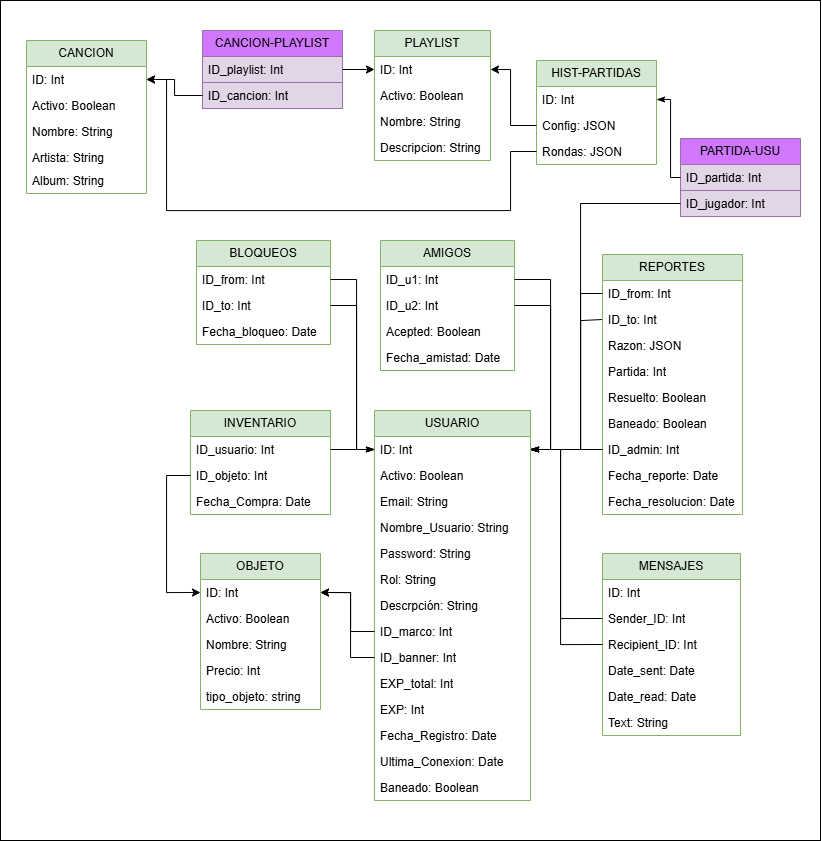 CANCION
ID: Int
Activo: Boolean
Nombre: String
Artista: String
Album: String
CANCION-PLAYLIST
ID_playlist: Int
ID_cancion: Int
PLAYLIST
ID: Int
Activo: Boolean
Nombre: String
Descripcion: String
HIST-PARTIDAS
ID: Int
Config: JSON
Rondas: JSON
PARTIDA-USU
ID_partida: Int
ID_jugador: Int
BLOQUEOS
ID_from: Int
ID_to: Int
Fecha_bloqueo: Date
AMIGOS
ID_u1: Int
ID_u2: Int
Acepted: Boolean
Fecha_amistad: Date
REPORTES
ID_from: Int
ID_to: Int
Razon: JSON
Partida: Int
Resuelto: Boolean
Baneado: Boolean
ID_admin: Int
Fecha_reporte: Date
Fecha_resolucion: Date
INVENTARIO
ID_usuario: Int
ID_objeto: Int
Fecha_Compra: Date
USUARIO
ID: Int
Activo: Boolean
Email: String
Nombre_Usuario: String
Password: String
Rol: String
Descrpción: String
ID_marco: Int
ID_banner: Int
EXP_total: Int
EXP: Int
Fecha_Registro: Date
Ultima_Conexion: Date
Baneado: Boolean
OBJETO
ID: Int
Activo: Boolean
Nombre: String
Precio: Int
tipo_objeto: string
MENSAJES
ID: Int
Sender_ID: Int
Recipient_ID: Int
Date_sent: Date
Date_read: Date
Text: String